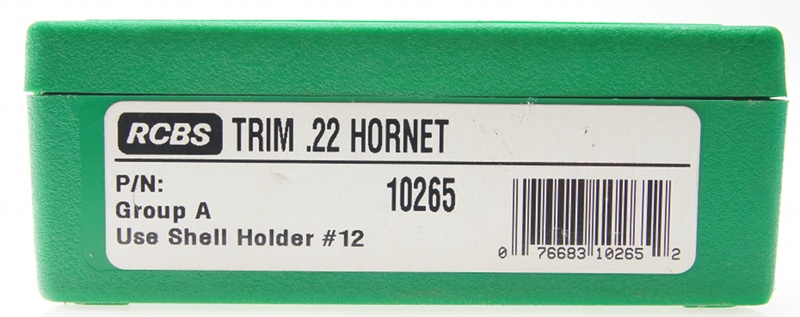 RCBS TRIM .22 HORNET
P/N: 10265
Group A
Use Shell Holder #12
0 76683 10265 2